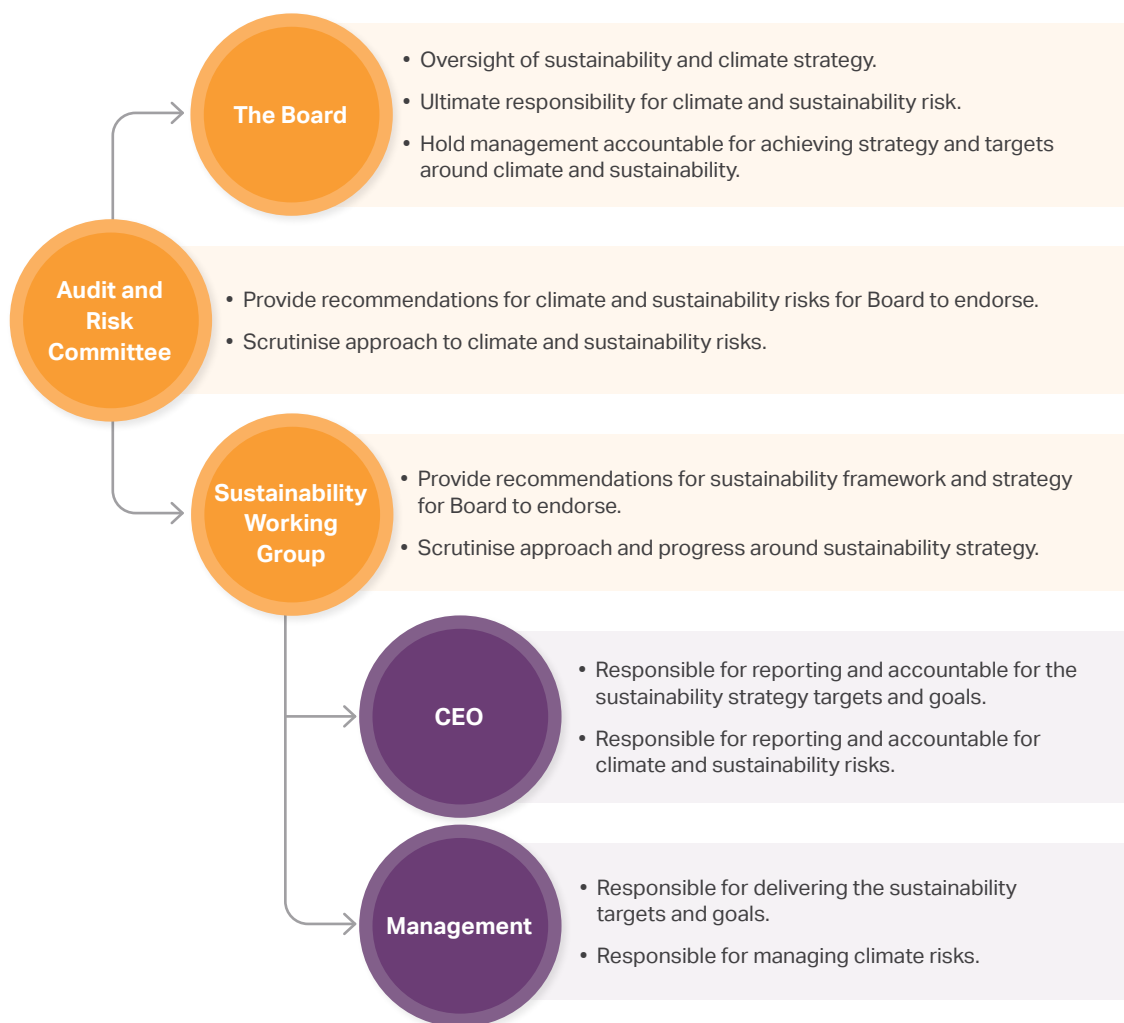 The Board
• Oversight of sustainability and climate strategy.
• Ultimate responsibility for climate and sustainability risk.
• Hold management accountable for achieving strategy and targets
around climate and sustainability.
Audit and
Risk
Committee
• Provide recommendations for climate and sustainability risks for Board to endorse.
• Scrutinise approach to climate and sustainability risks.
Sustainability
Working
Group
• Provide recommendations for sustainability framework and strategy
for Board to endorse.
• Scrutinise approach and progress around sustainability strategy.
CEO
• Responsible for reporting and accountable for the
sustainability strategy targets and goals.
• Responsible for reporting and accountable for
climate and sustainability risks.
Management
• Responsible for delivering the sustainability
targets and goals.
• Responsible for managing climate risks.